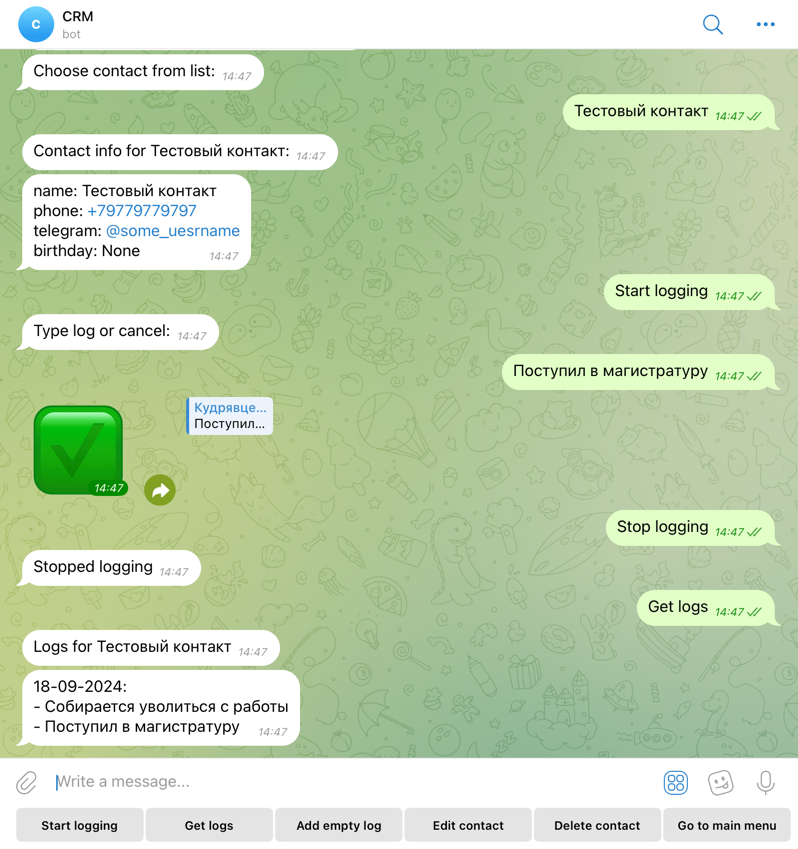 C
CRM
bot
Choose contact from list: 14:47
Тестовый контакт 14:47
Contact info for Тестовый контакт: 14:47
name: Тестовый контакт
phone: +79779779797
telegram: @some_uesrname
birthday: None 14:47
Start logging 14:47
Type log or cancel: 14:47
Поступил в магистратуру 14:47
Кудрявце...
Поступил...
14:47
Stop logging 14:47
Stopped logging 14:47
Get logs 14:47
Logs for Тестовый контакт 14:47
18-09-2024:
- Собирается уволиться с работы
- Поступил в магистратуру 14:47
Write a message...
Start logging
Get logs
Add empty log
Edit contact
Delete contact
Go to main menu